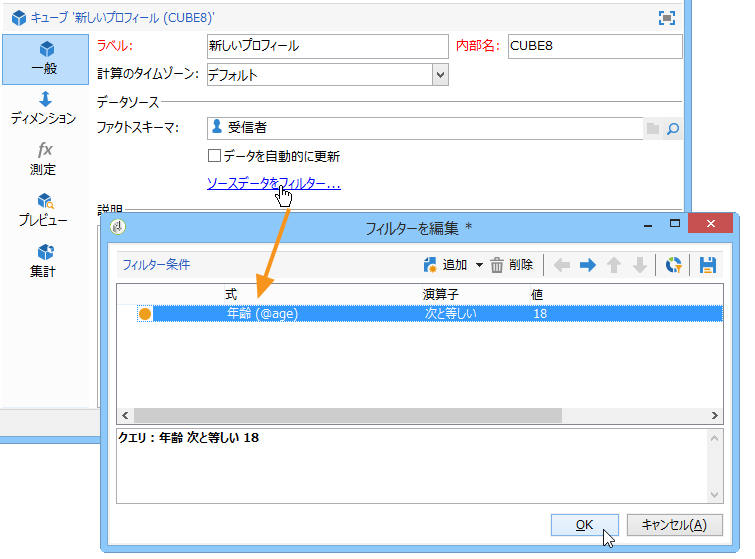 キューブ '新しいプロフィール (CUBE8)'
一般
ディメンション
fx
測定
プレビュー
集計
ラベル: 新しいプロフィール 内部名: CUBE8
計算のタイムゾーン: デフォルト
データソース
ファクトスキーマ: 受信者
データを自動的に更新
ソースデータをフィルター...
説明
フィルターを編集 *
フィルター条件 追加 削除
式 演算子 値
年齢 (@age) 次と等しい 18
クエリ : 年齢 次と等しい 18
OK キャンセル(A)